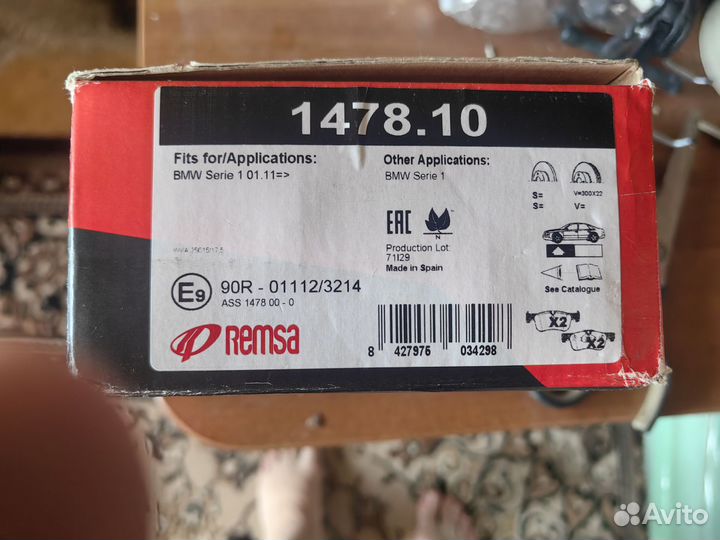 1478.10
Fits for/Applications:
BMW Serie 1 01.11=>
Other Applications:
BMW Serie 1
S= V=300X22
S= V=
EAC
N
Production Lot:
71I29
Made in Spain
See Catalogue
E9 90R - 01112/3214
ASS 1478 00 - 0
X2
X2
Remsa
8 427975 034298
Avito